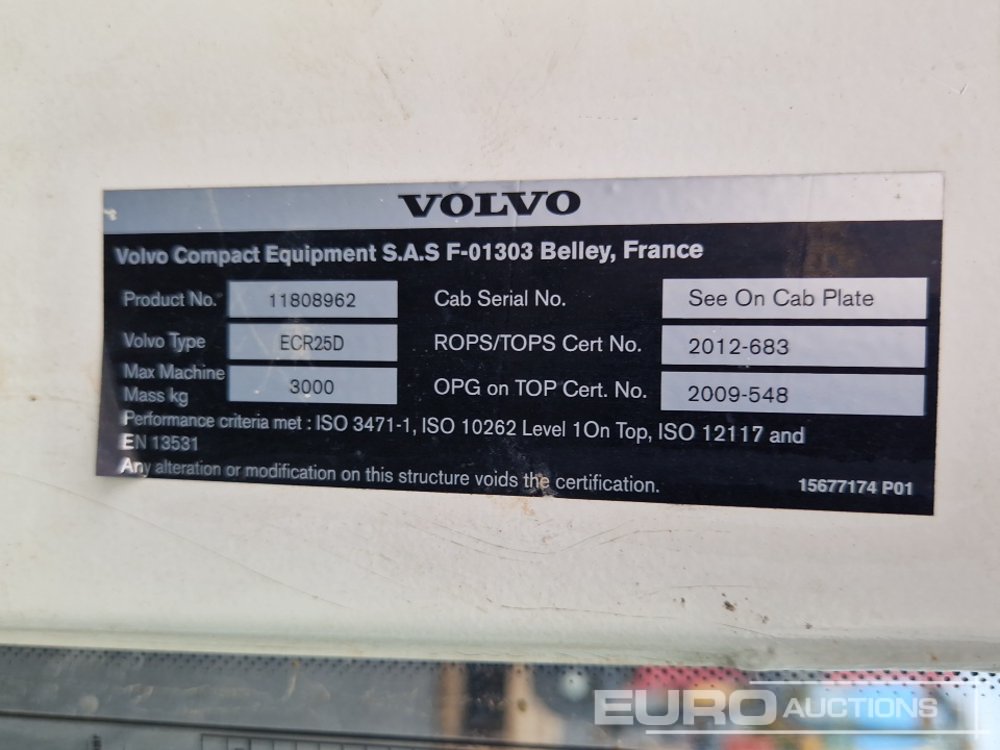 VOLVO
Volvo Compact Equipment S.A.S F-01303 Belley, France
Product No. 11808962 Cab Serial No. See On Cab Plate
Volvo Type ECR25D ROPS/TOPS Cert No. 2012-683
Max Machine
Mass kg 3000 OPG on TOP Cert. No. 2009-548
Performance criteria met : ISO 3471-1, ISO 10262 Level 1On Top, ISO 12117 and
EN 13531
Any alteration or modification on this structure voids the certification. 15677174 P01
EURO AUCTIONS